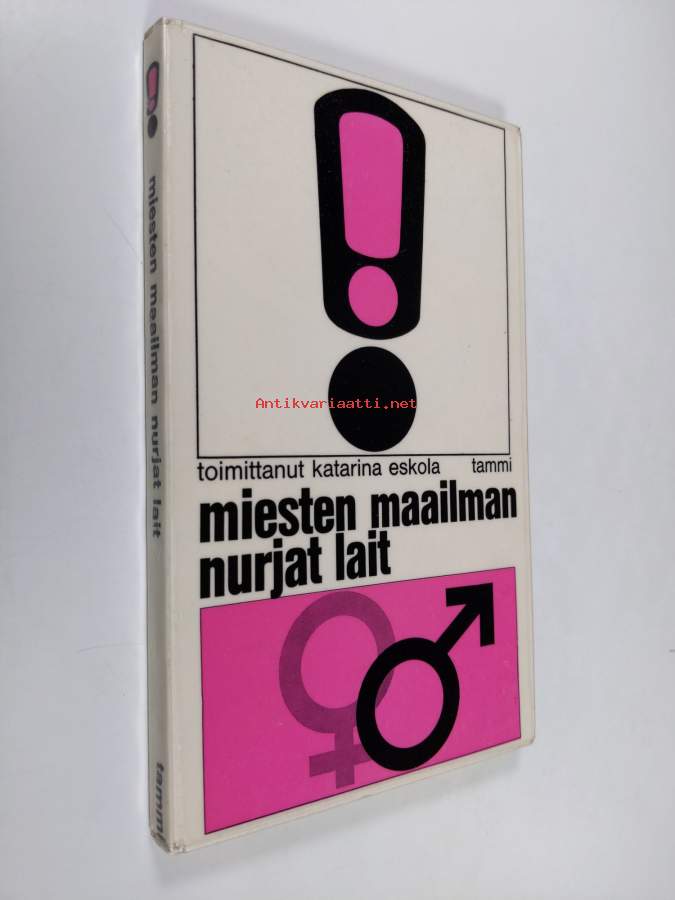 miesten maailman nurjat lait
tammi
Antikvariaatti.net
toimittanut katarina eskola tammi
miesten maailman
nurjat lait